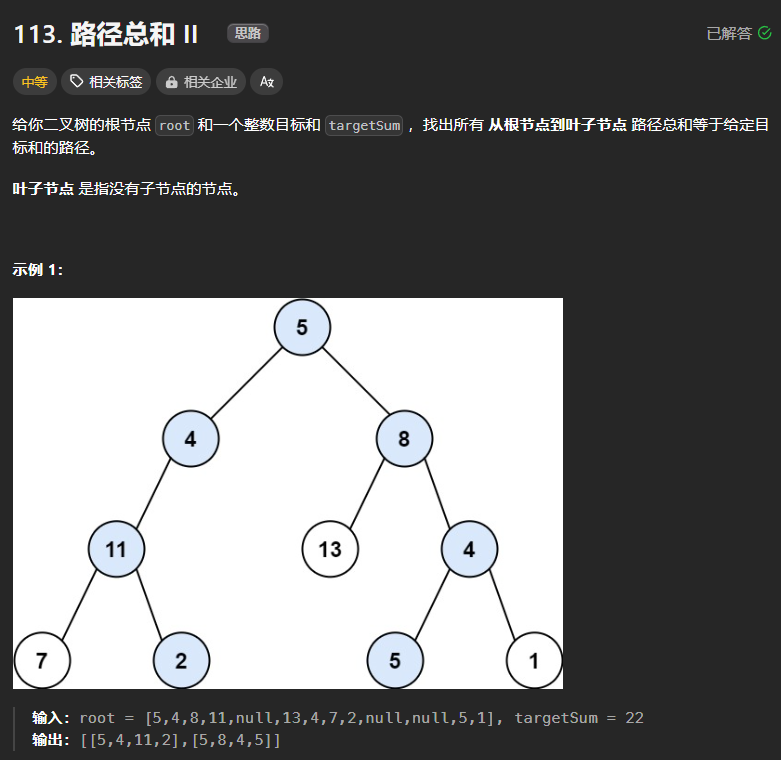 113. 路径总和 II 思路 已解答
中等 相关标签 相关企业 Aあ
给你二叉树的根节点 root 和一个整数目标和 targetSum ，找出所有 从根节点到叶子节点 路径总和等于给定目
标和的路径。
叶子节点 是指没有子节点的节点。
示例 1：
5
4 8
11 13 4
7 2 5 1
输入：root = [5,4,8,11,null,13,4,7,2,null,null,5,1], targetSum = 22
输出：[[5,4,11,2],[5,8,4,5]]